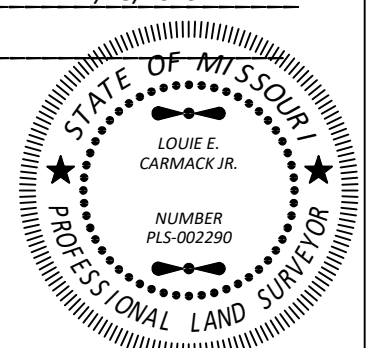 STATE OF MISSOURI
LOUIE E.
CARMACK JR.
NUMBER
PLS-002290
PROFESSIONAL LAND SURVEYOR